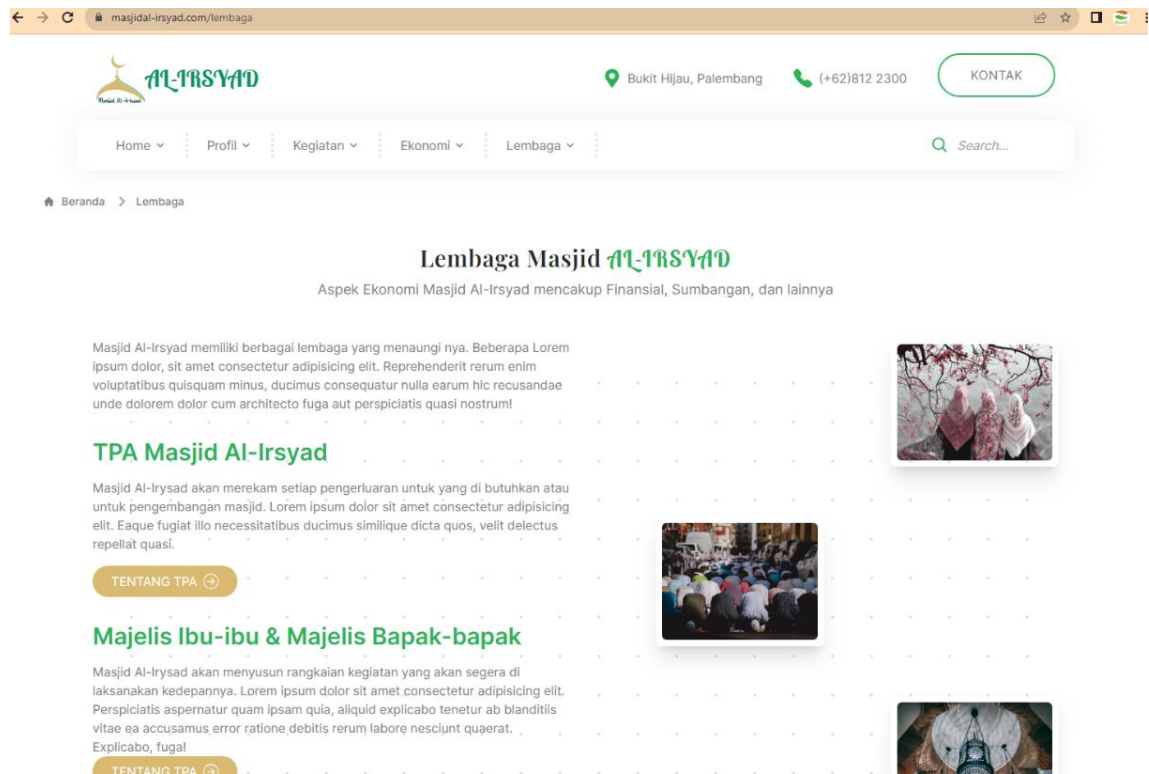 masjidal-irsyad.com/lembaga
AL-IRSYAD
Bukit Hijau, Palembang
(+62)812 2300
KONTAK
Home
Profil
Kegiatan
Ekonomi
Lembaga
Search...
Beranda > Lembaga
Lembaga Masjid AL-IRSYAD
Aspek Ekonomi Masjid Al-Irsyad mencakup Finansial, Sumbangan, dan lainnya
Masjid Al-Irsyad memiliki berbagai lembaga yang menaungi nya. Beberapa Lorem
ipsum dolor, sit amet consectetur adipisicing elit. Reprehenderit rerum enim
voluptatibus quisquam minus, ducimus consequatur nulla earum hic recusandae
unde dolorem dolor cum architecto fuga aut perspiciatis quasi nostrum!
TPA Masjid Al-Irsyad
Masjid Al-Irysad akan merekam setiap pengerluaran untuk yang di butuhkan atau
untuk pengembangan masjid. Lorem ipsum dolor sit amet consectetur adipisicing
elit. Eaque fugiat illo necessitatibus ducimus similique dicta quos, velit delectus
repellat quasi.
TENTANG TPA
Majelis Ibu-ibu & Majelis Bapak-bapak
Masjid Al-Irysad akan menyusun rangkaian kegiatan yang akan segera di
laksanakan kedepannya. Lorem ipsum dolor sit amet consectetur adipisicing elit.
Perspiciatis aspernatur quam ipsam quia, aliquid explicabo tenetur ab blanditiis
vitae ea accusamus error ratione debitis rerum labore nesciunt quaerat.
Explicabo, fuga!
TENTANG TPA